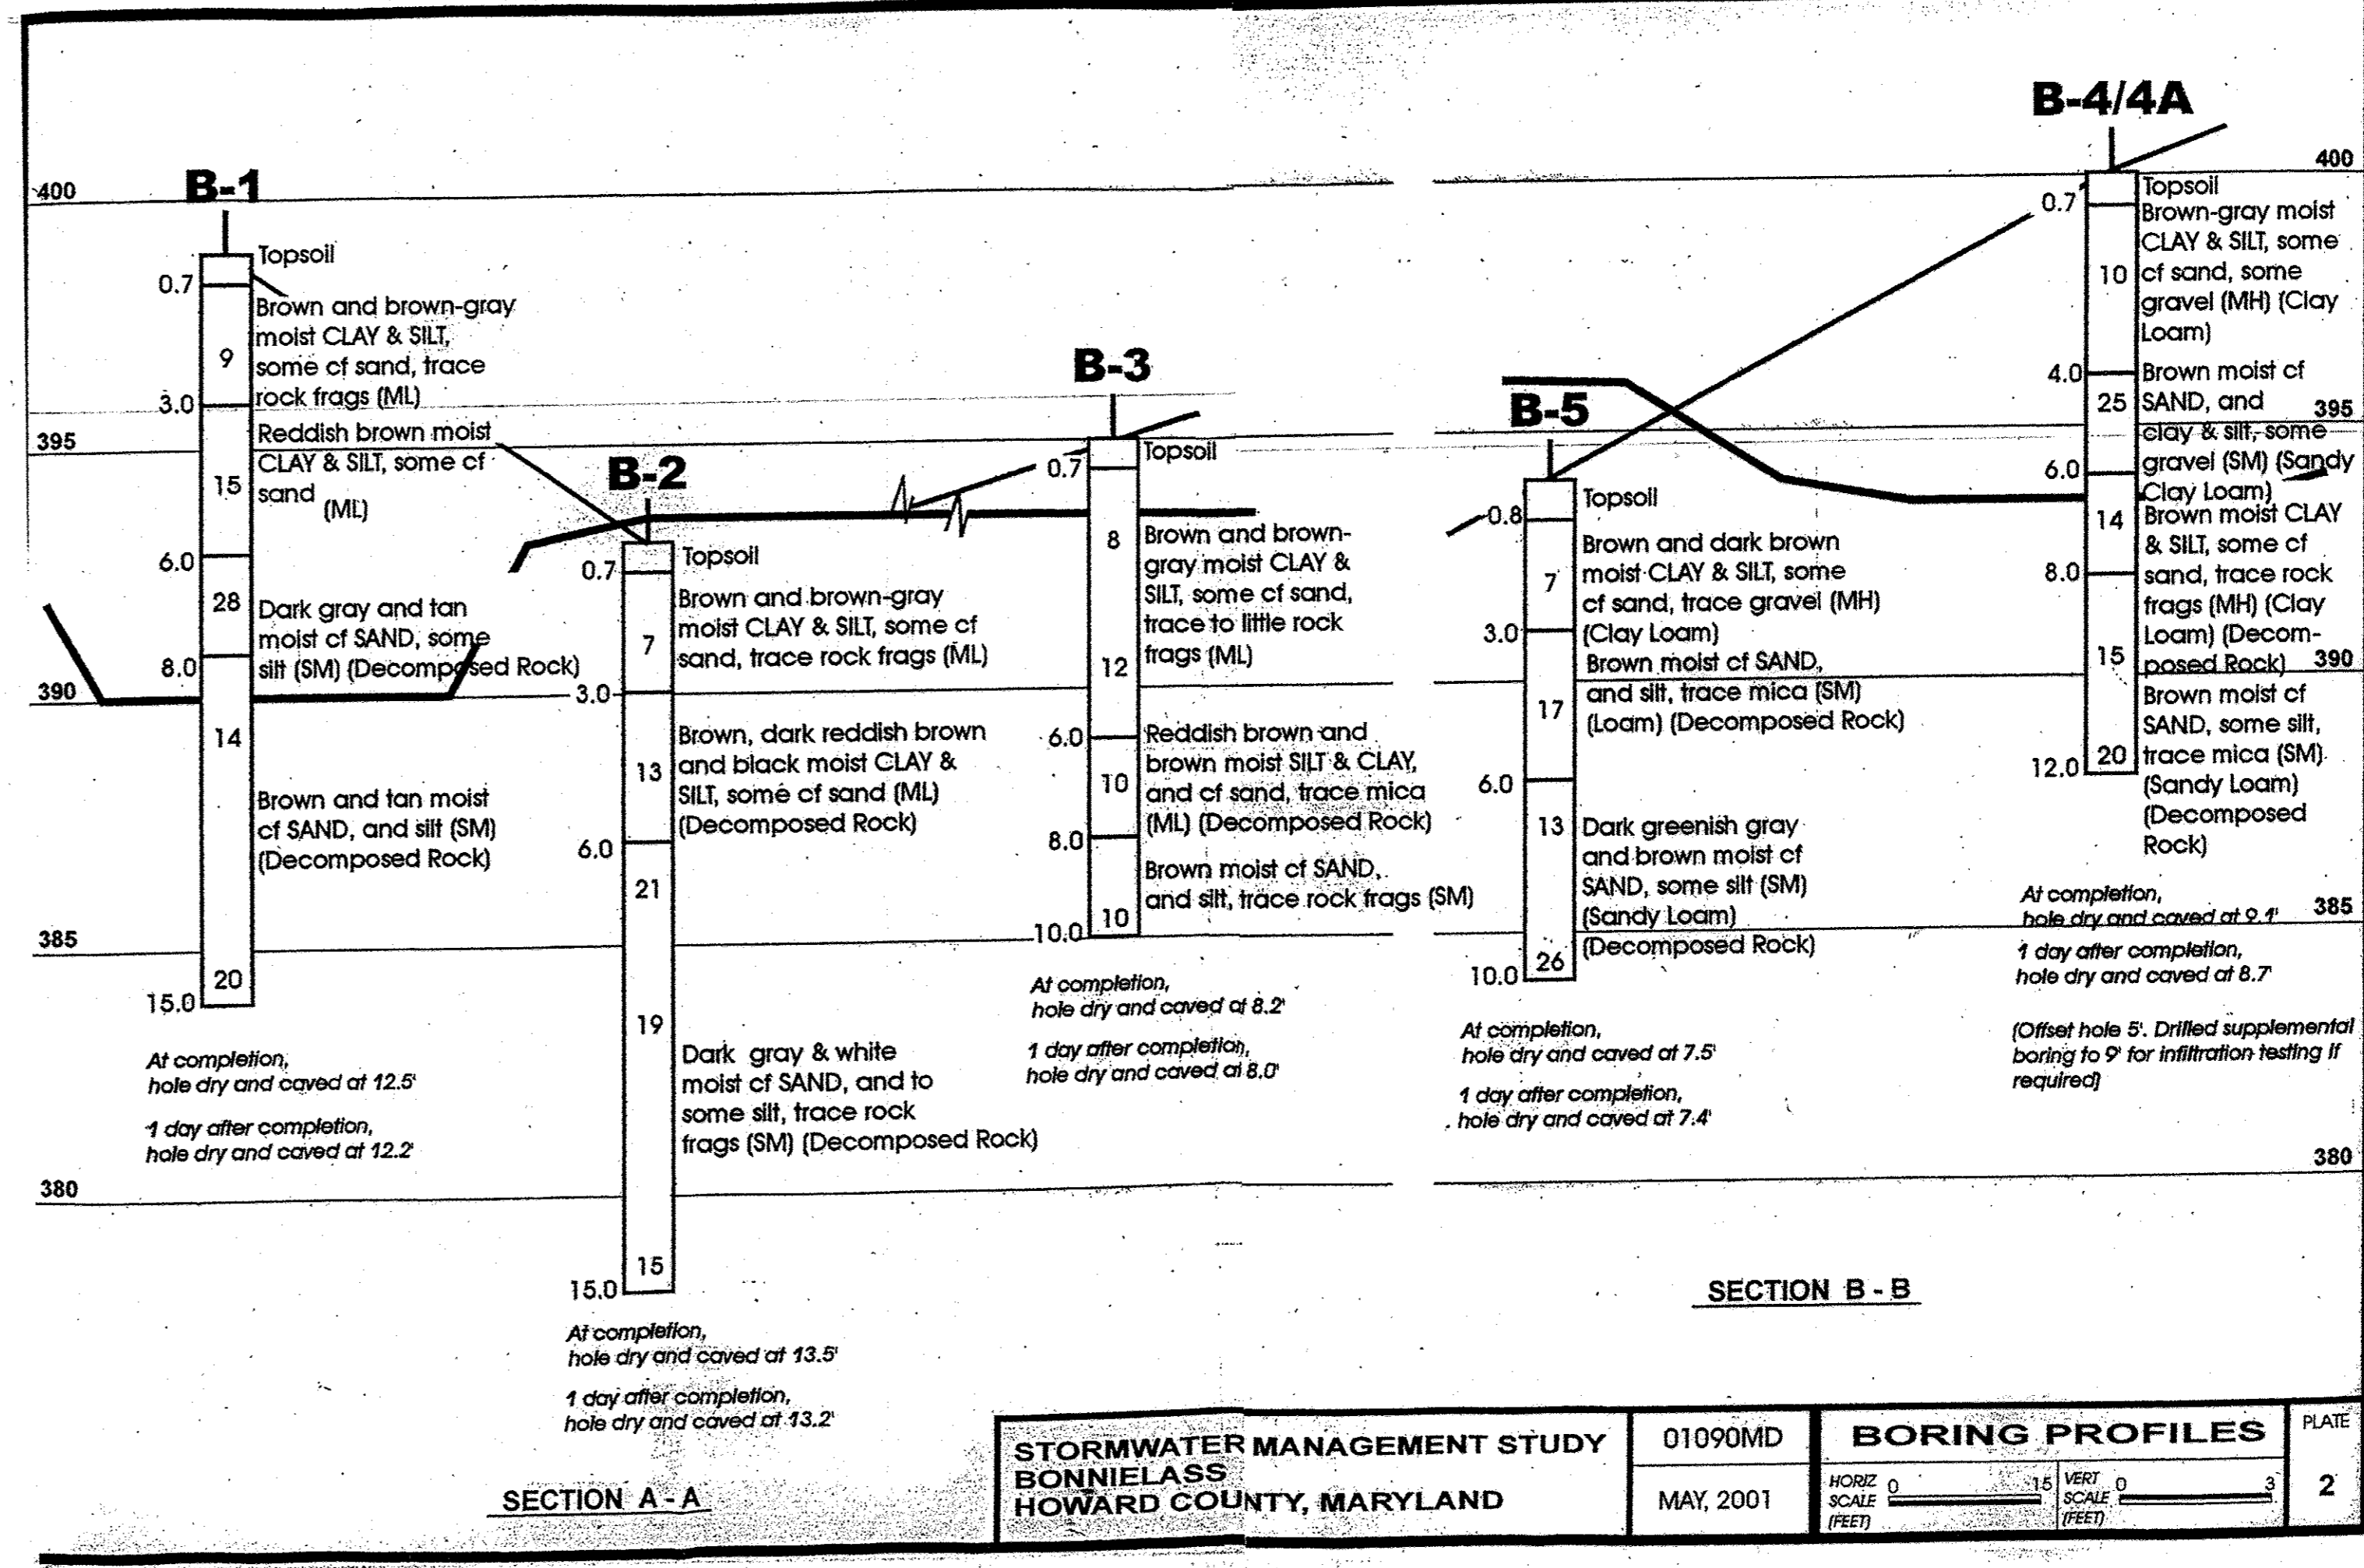 B-1
400
Topsoil
0.7
Brown and brown-gray
moist CLAY & SILT,
some cf sand, trace
rock frags (ML)
9
3.0
395
Reddish brown moist
CLAY & SILT, some cf
sand
(ML)
15
6.0
28
Dark gray and tan
moist cf SAND, some
silt (SM) (Decomposed Rock)
8.0
390
14
Brown and tan moist
cf SAND, and silt (SM)
(Decomposed Rock)
385
20
15.0
At completion,
hole dry and caved at 12.5'
1 day after completion,
hole dry and caved at 12.2'
380
B-2
Topsoil
0.7
Brown and brown-gray
moist CLAY & SILT, some cf
sand, trace rock frags (ML)
7
3.0
Brown, dark reddish brown
and black moist CLAY &
SILT, some cf sand (ML)
(Decomposed Rock)
13
6.0
21
19
Dark gray & white
moist cf SAND, and to
some silt, trace rock
frags (SM) (Decomposed Rock)
15
15.0
At completion,
hole dry and caved at 13.5'
1 day after completion,
hole dry and caved at 13.2'
SECTION A - A
B-3
Topsoil
0.7
8
Brown and brown-
gray moist CLAY &
SILT, some cf sand,
trace to little rock
frags (ML)
12
6.0
Reddish brown and
brown moist SILT & CLAY,
and cf sand, trace mica
(ML) (Decomposed Rock)
10
8.0
Brown moist cf SAND,
and silt, trace rock frags (SM)
10
10.0
At completion,
hole dry and caved at 8.2'
1 day after completion,
hole dry and caved at 8.0'
B-5
Topsoil
0.8
Brown and dark brown
moist CLAY & SILT, some
cf sand, trace gravel (MH)
(Clay Loam)
7
3.0
Brown moist cf SAND,
and silt, trace mica (SM)
(Loam) (Decomposed Rock)
17
6.0
13
Dark greenish gray
and brown moist cf
SAND, some silt (SM)
(Sandy Loam)
(Decomposed Rock)
26
10.0
At completion,
hole dry and caved at 7.5'
1 day after completion,
hole dry and caved at 7.4'
B-4/4A
400
Topsoil
0.7
Brown-gray moist
CLAY & SILT, some
cf sand, some
gravel (MH) (Clay
Loam)
10
4.0
Brown moist cf
SAND, and
clay & silt, some
gravel (SM) (Sandy
Clay Loam)
25
395
6.0
14
Brown moist CLAY
& SILT, some cf
sand, trace rock
frags (MH) (Clay
Loam) (Decom-
posed Rock)
8.0
15
390
Brown moist cf
SAND, some silt,
trace mica (SM)
(Sandy Loam)
(Decomposed
Rock)
20
12.0
At completion,
hole dry and caved at 9.1'
385
1 day after completion,
hole dry and caved at 8.7'
(Offset hole 5'. Drilled supplemental
boring to 9' for infiltration testing if
required)
380
SECTION B - B
STORMWATER MANAGEMENT STUDY
BONNIELASS
HOWARD COUNTY, MARYLAND
01090MD
MAY, 2001
BORING PROFILES
HORIZ
SCALE
(FEET)
0
15
VERT
SCALE
(FEET)
0
3
PLATE
2